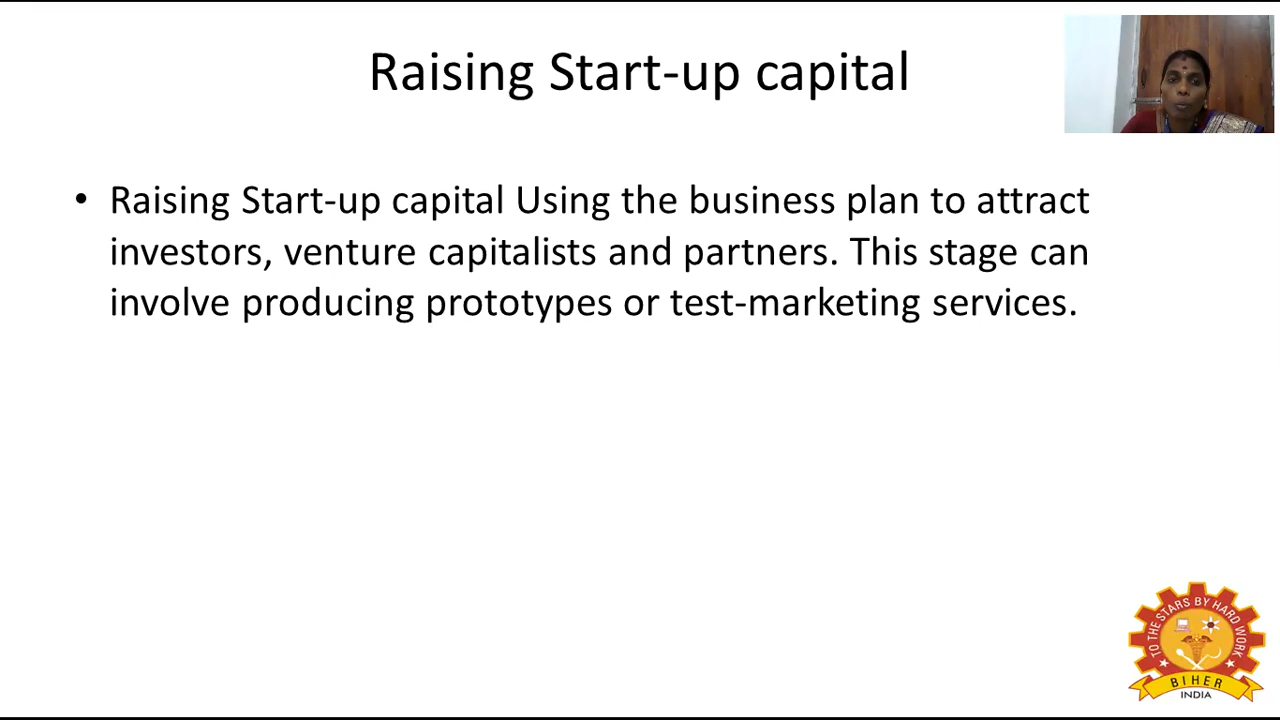 Raising Start-up capital
• Raising Start-up capital Using the business plan to attract
investors, venture capitalists and partners. This stage can
involve producing prototypes or test-marketing services.
TO THE STARS BY HARD WORK
BIHER
INDIA